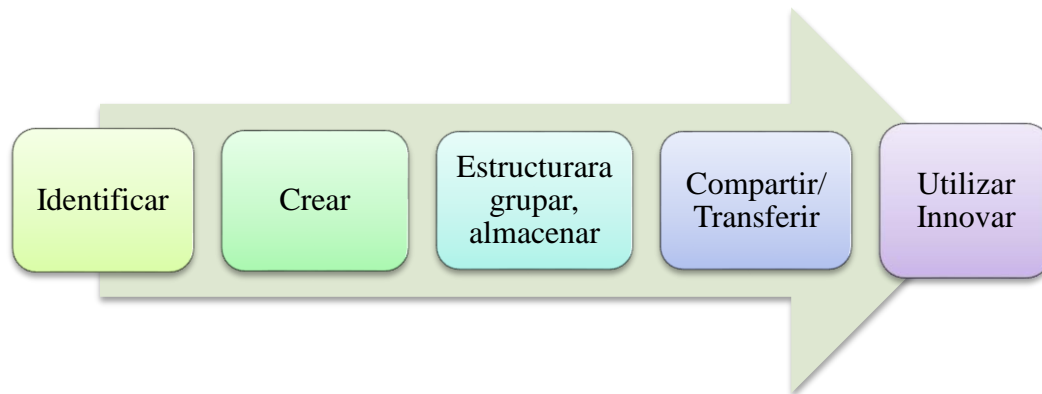 Identificar
Crear
Estructurara
grupar,
almacenar
Compartir/
Transferir
Utilizar
Innovar